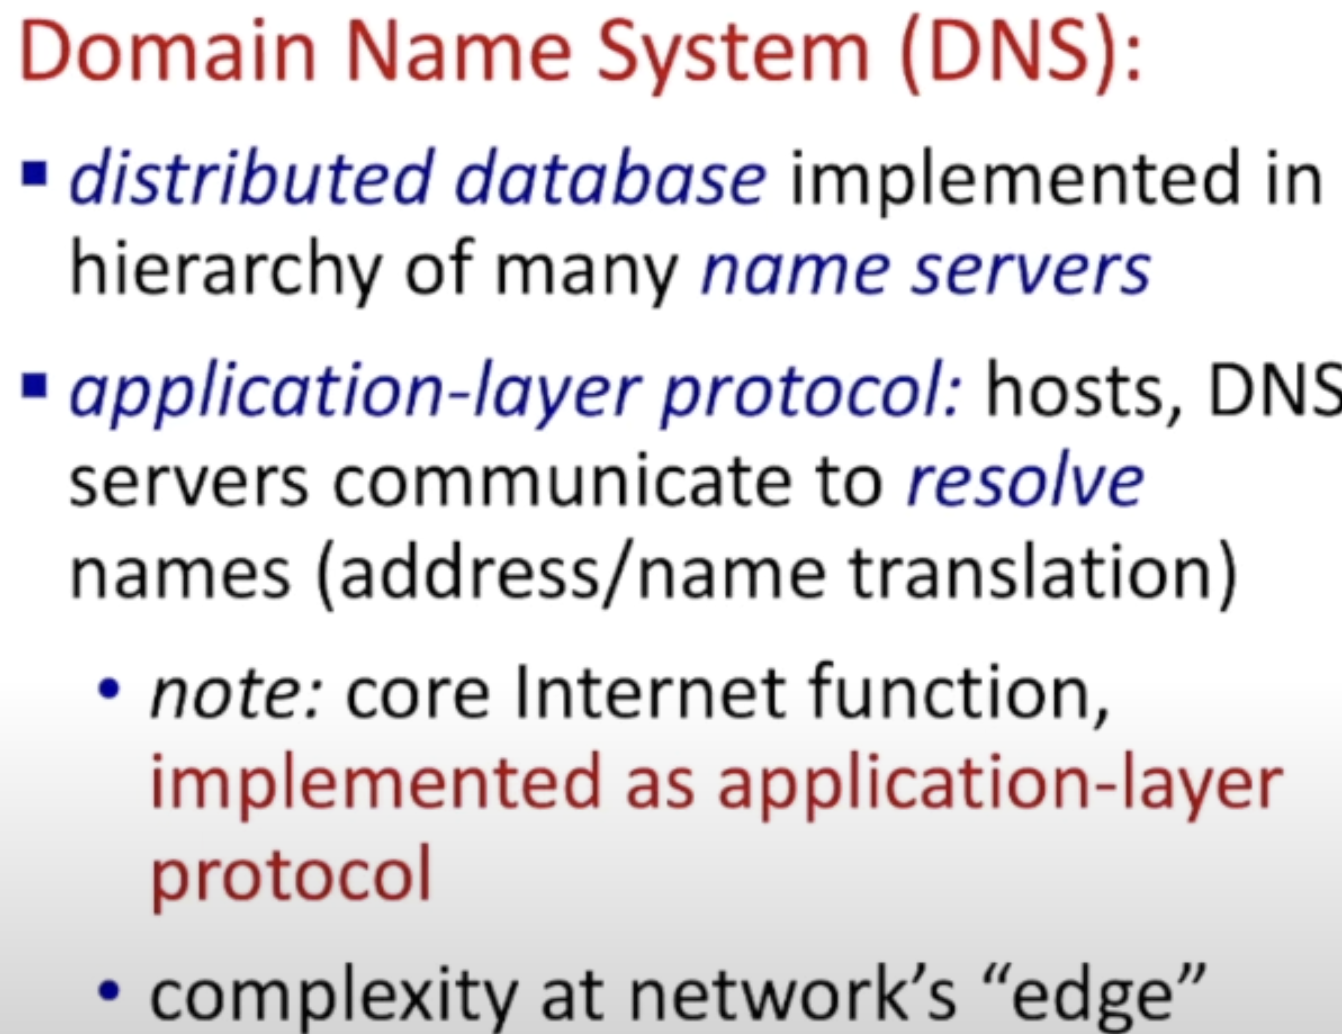 Domain Name System (DNS):
▪ distributed database implemented in
hierarchy of many name servers
▪ application-layer protocol: hosts, DNS
servers communicate to resolve
names (address/name translation)
• note: core Internet function,
implemented as application-layer
protocol
• complexity at network’s “edge”